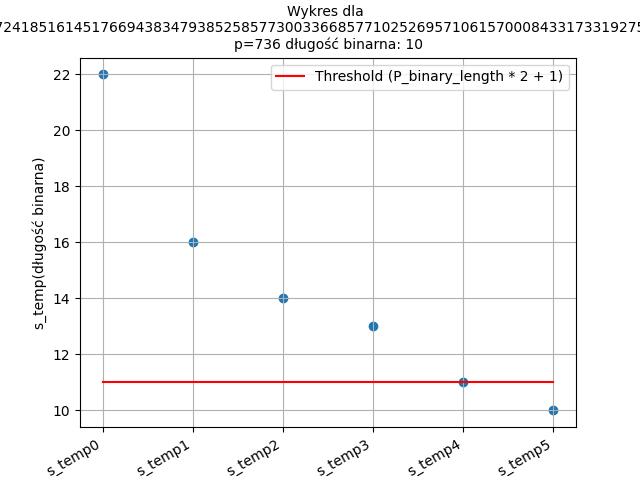 Wykres dla
72418516145176694383479385258577300336685771025269571061570008433173319275
p=736 długość binarna: 10
Threshold (P_binary_length * 2 + 1)
s_temp(długość binarna)
22
20
18
16
14
12
10
s_temp0
s_temp1
s_temp2
s_temp3
s_temp4
s_temp5